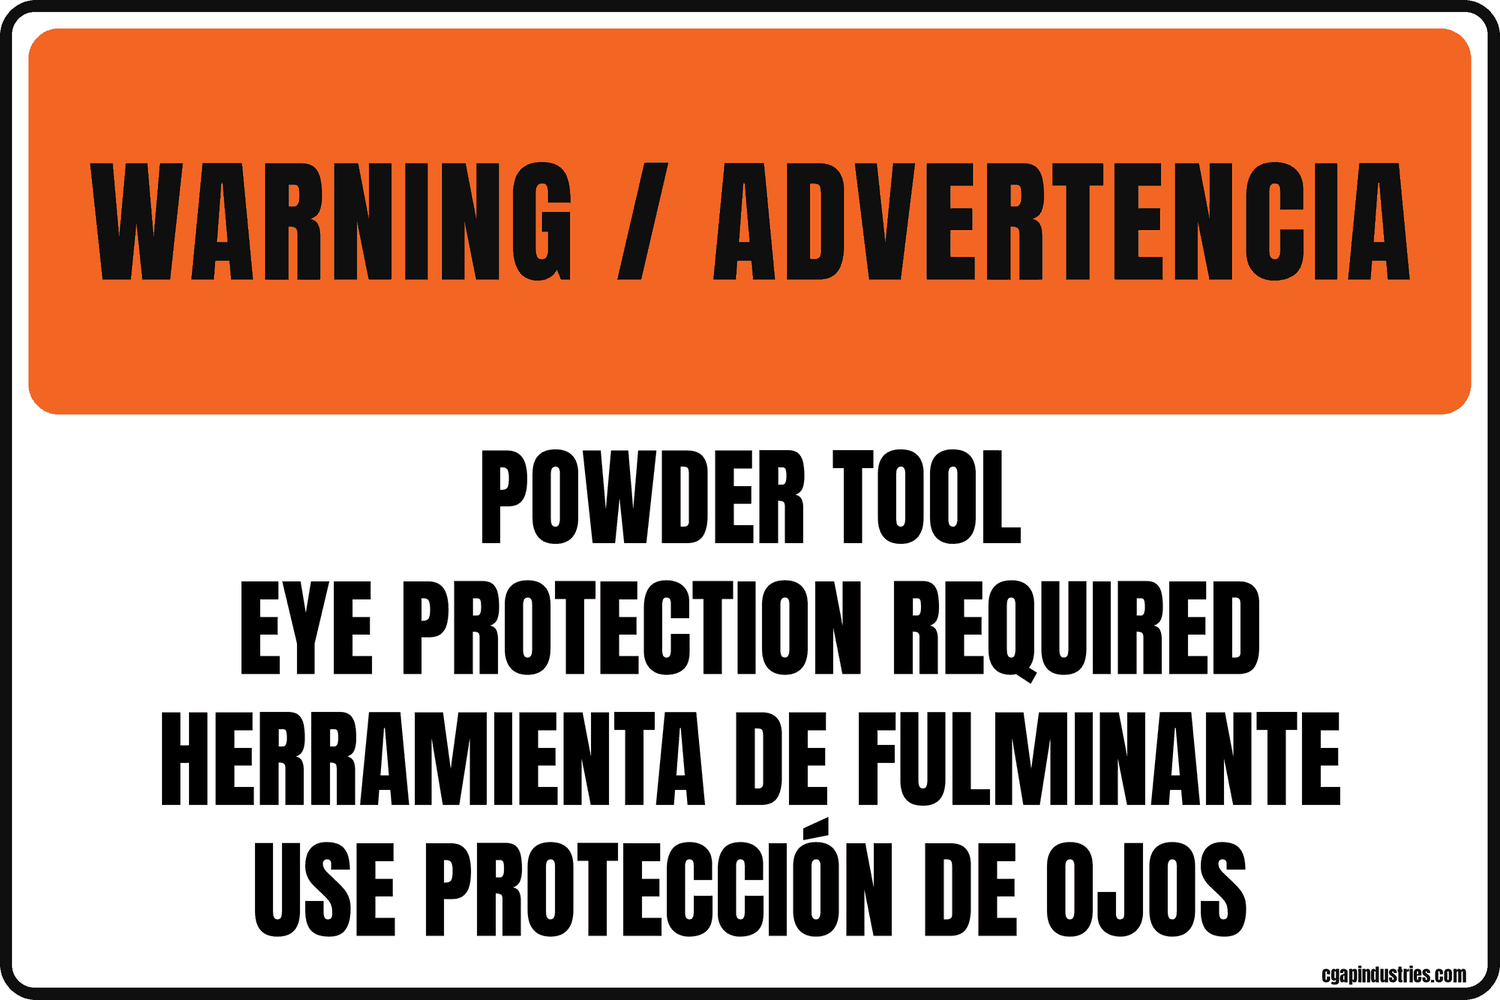 WARNING / ADVERTENCIA
POWDER TOOL
EYE PROTECTION REQUIRED
HERRAMIENTA DE FULMINANTE
USE PROTECCIÓN DE OJOS
cgapindustries.com